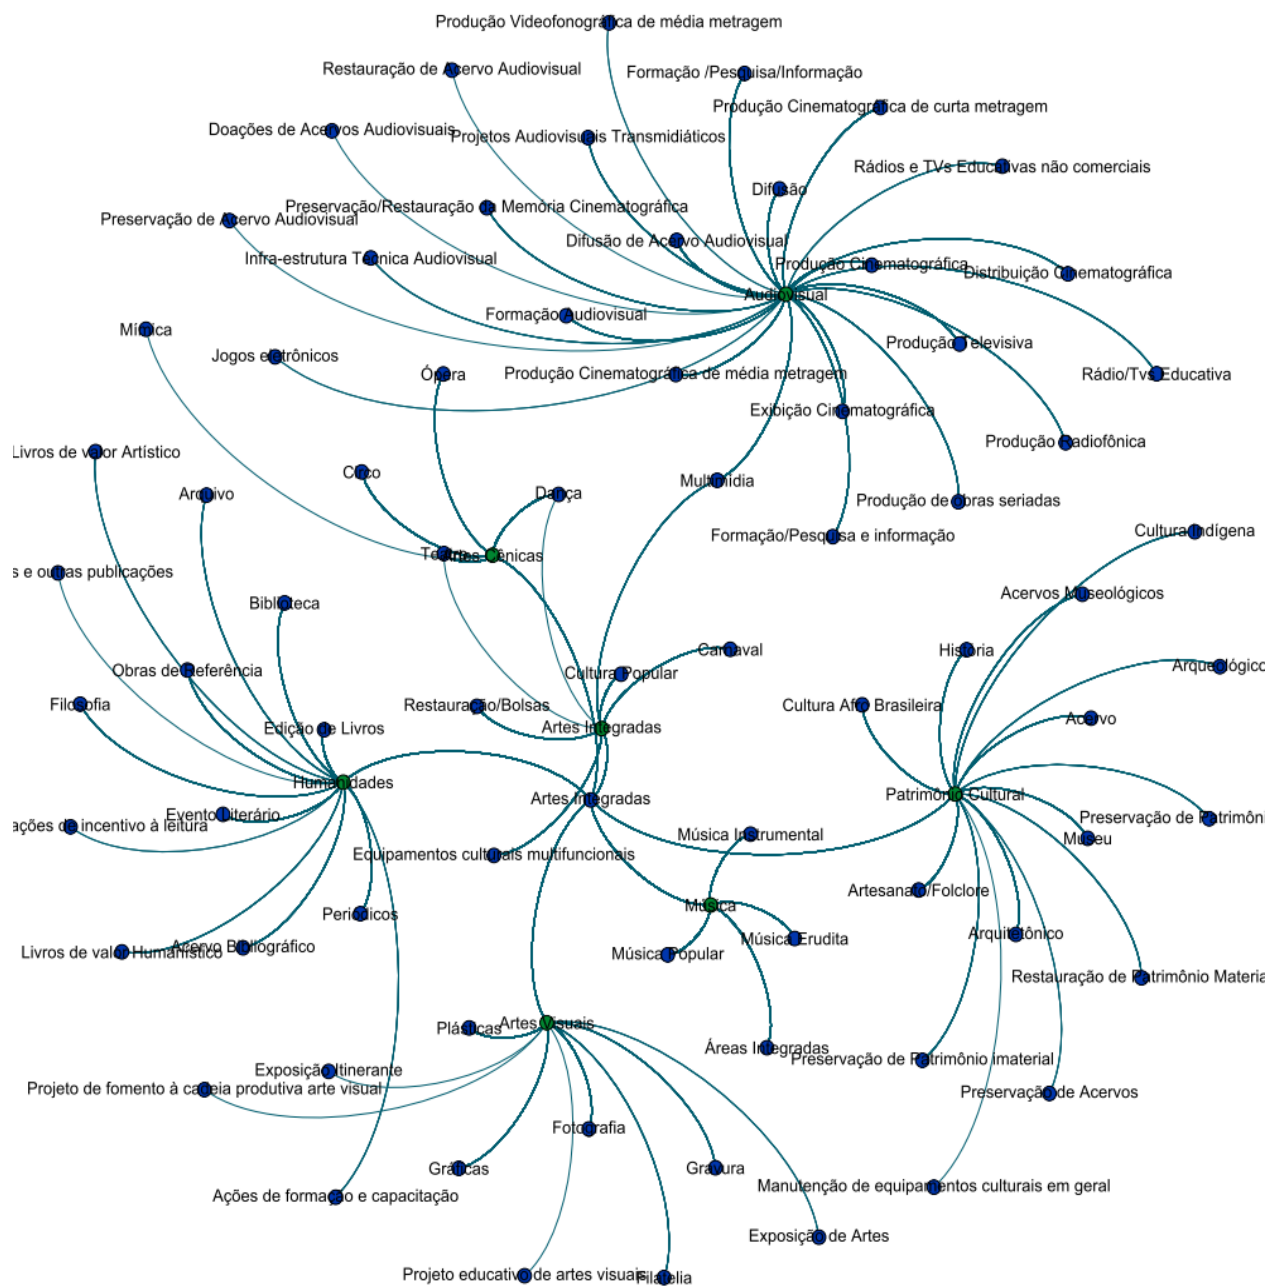 Produção Videofonográfica de média metragem
Restauração de Acervo Audiovisual
Formação /Pesquisa/Informação
Produção Cinematográfica de curta metragem
Doações de Acervos Audiovisuais
Projetos Audiovisuais Transmidiáticos
Rádios e TVs Educativas não comerciais
Difusão
Preservação/Restauração da Memória Cinematográfica
Preservação de Acervo Audiovisual
Difusão de Acervo Audiovisual
Infra-estrutura Técnica Audiovisual
Produção Cinematográfica
Distribuição Cinematográfica
Audiovisual
Formação Audiovisual
Mímica
Produção Televisiva
Jogos eletrônicos
Ópera
Produção Cinematográfica de média metragem
Rádio/Tvs Educativa
Exibição Cinematográfica
Produção Radiofônica
Livros de valor Artístico
Circo
Multimídia
Arquivo
Dança
Produção de obras seriadas
Formação/Pesquisa e informação
Cultura Indígena
Teatro
Artes Cênicas
s e outras publicações
Acervos Museológicos
Biblioteca
História
Carnaval
Arqueológico
Obras de Referência
Cultura Popular
Filosofia
Restauração/Bolsas
Cultura Afro Brasileira
Acervo
Edição de Livros
Artes Integradas
Humanidades
Patrimônio Cultural
Artes Integradas
Evento Literário
Preservação de Patrimôni
ações de incentivo à leitura
Música Instrumental
Museu
Equipamentos culturais multifuncionais
Artesanato/Folclore
Música
Periódicos
Arquitetônico
Música Erudita
Acervo Bibliográfico
Livros de valor Humanístico
Música Popular
Restauração de Patrimônio Materia
Artes Visuais
Plásticas
Áreas Integradas
Preservação de Patrimônio imaterial
Exposição Itinerante
Projeto de fomento à cadeia produtiva arte visual
Preservação de Acervos
Fotografia
Gráficas
Gravura
Manutenção de equipamentos culturais em geral
Ações de formação e capacitação
Exposição de Artes
Projeto educativo de artes visuais
Filatelia